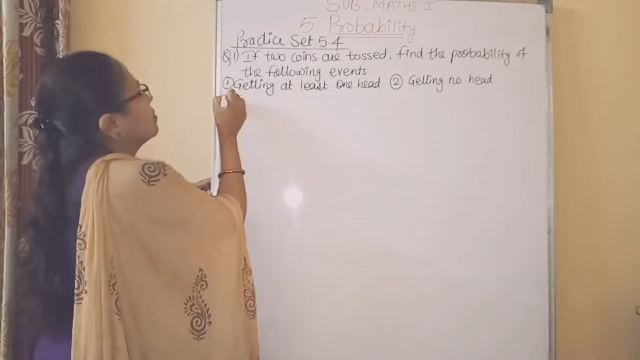 SUB: MATHS I
5 Probability
Practice Set 5.4
Q1) If two coins are tossed, find the probability of
the following events
① Getting at least one head ② Getting no head